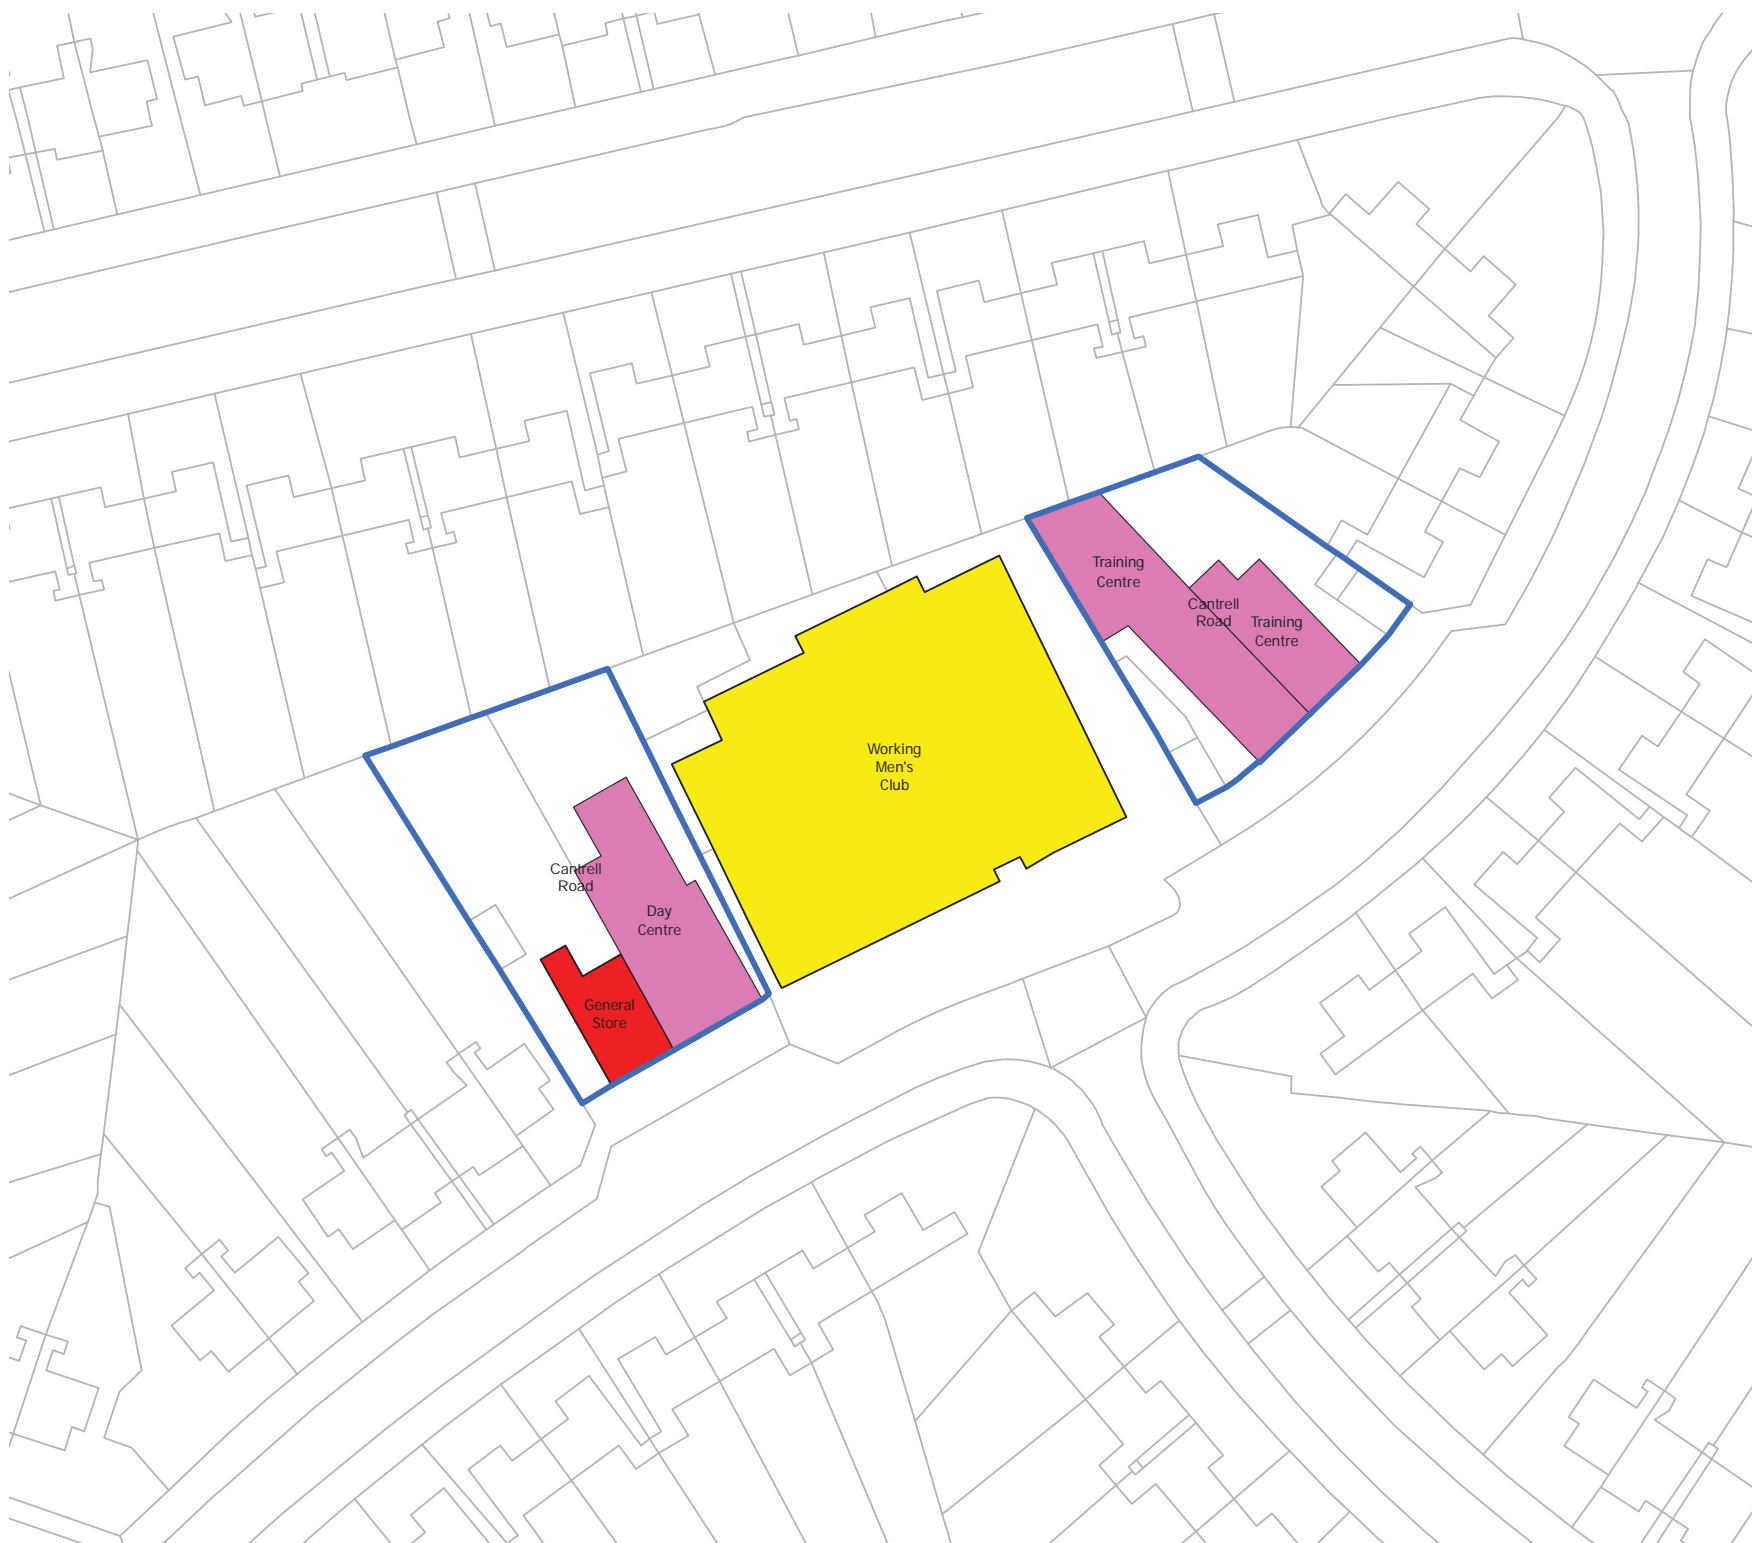 Training
Centre
Cantrell
Road
Training
Centre
Working
Men's
Club
Cantrell
Road
Day
Centre
General
Store